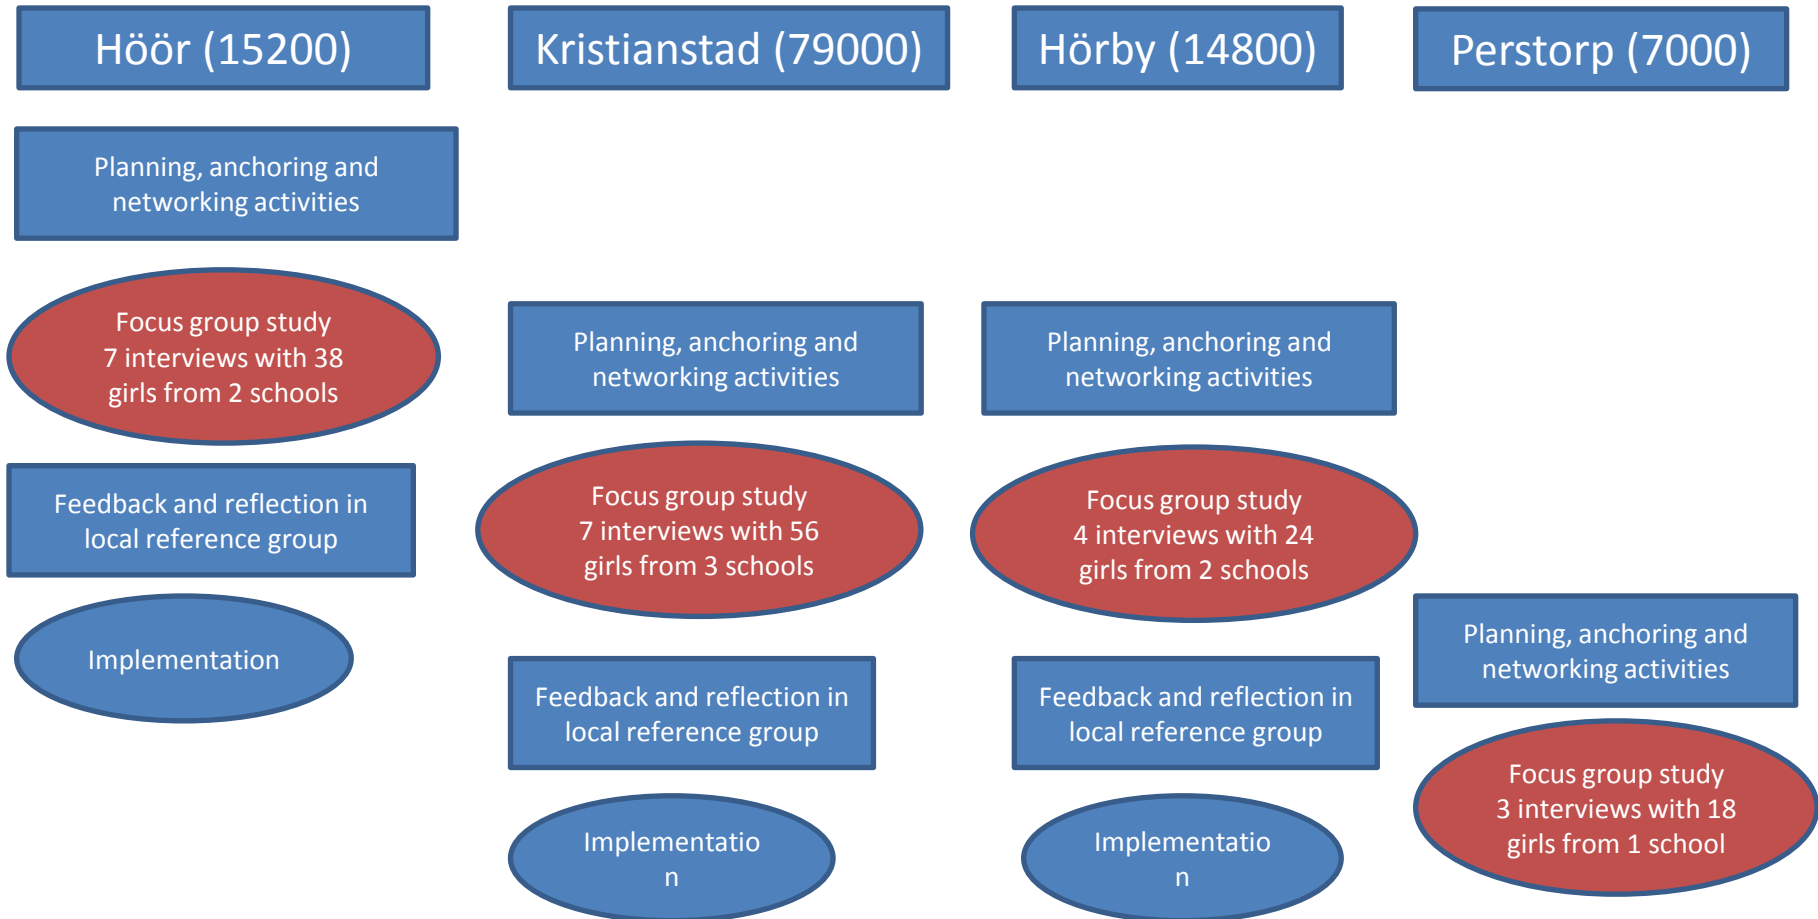 Höör (15200)
Kristianstad (79000)
Hörby (14800)
Perstorp (7000)
Planning, anchoring and
networking activities
Focus group study
7 interviews with 38
girls from 2 schools
Feedback and reflection in
local reference group
Implementation
Planning, anchoring and
networking activities
Focus group study
7 interviews with 56
girls from 3 schools
Feedback and reflection in
local reference group
Implementatio
n
Planning, anchoring and
networking activities
Focus group study
4 interviews with 24
girls from 2 schools
Feedback and reflection in
local reference group
Implementatio
n
Planning, anchoring and
networking activities
Focus group study
3 interviews with 18
girls from 1 school